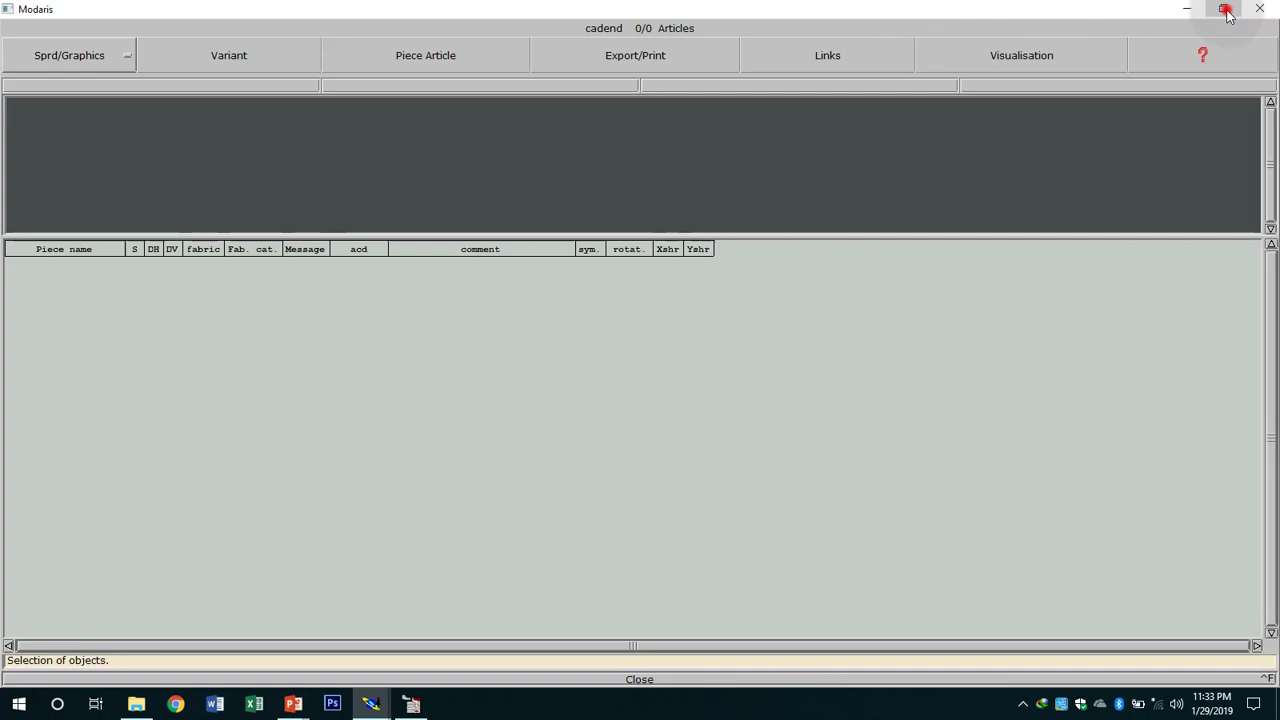 Modaris
cadend 0/0 Articles
Sprd/Graphics Variant Piece Article Export/Print Links Visualisation ?
Piece name S DH DV fabric Fab. cat. Message acd comment sym. rotat. Xshr Yshr
Selection of objects.
Close ^F
11:33 PM
1/29/2019